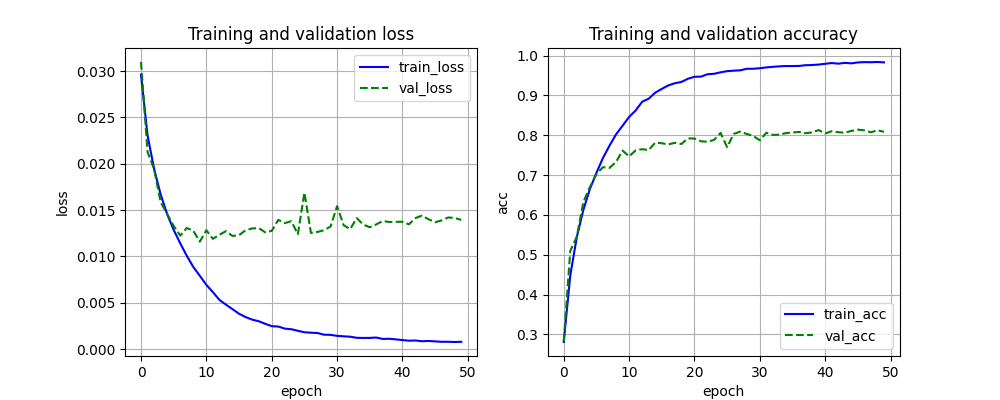 Training and validation loss
0.030
0.025
0.020
0.015
0.010
0.005
0.000
loss
train_loss
val_loss
0 10 20 30 40 50
epoch
Training and validation accuracy
1.0
0.9
0.8
0.7
0.6
0.5
0.4
0.3
acc
train_acc
val_acc
0 10 20 30 40 50
epoch